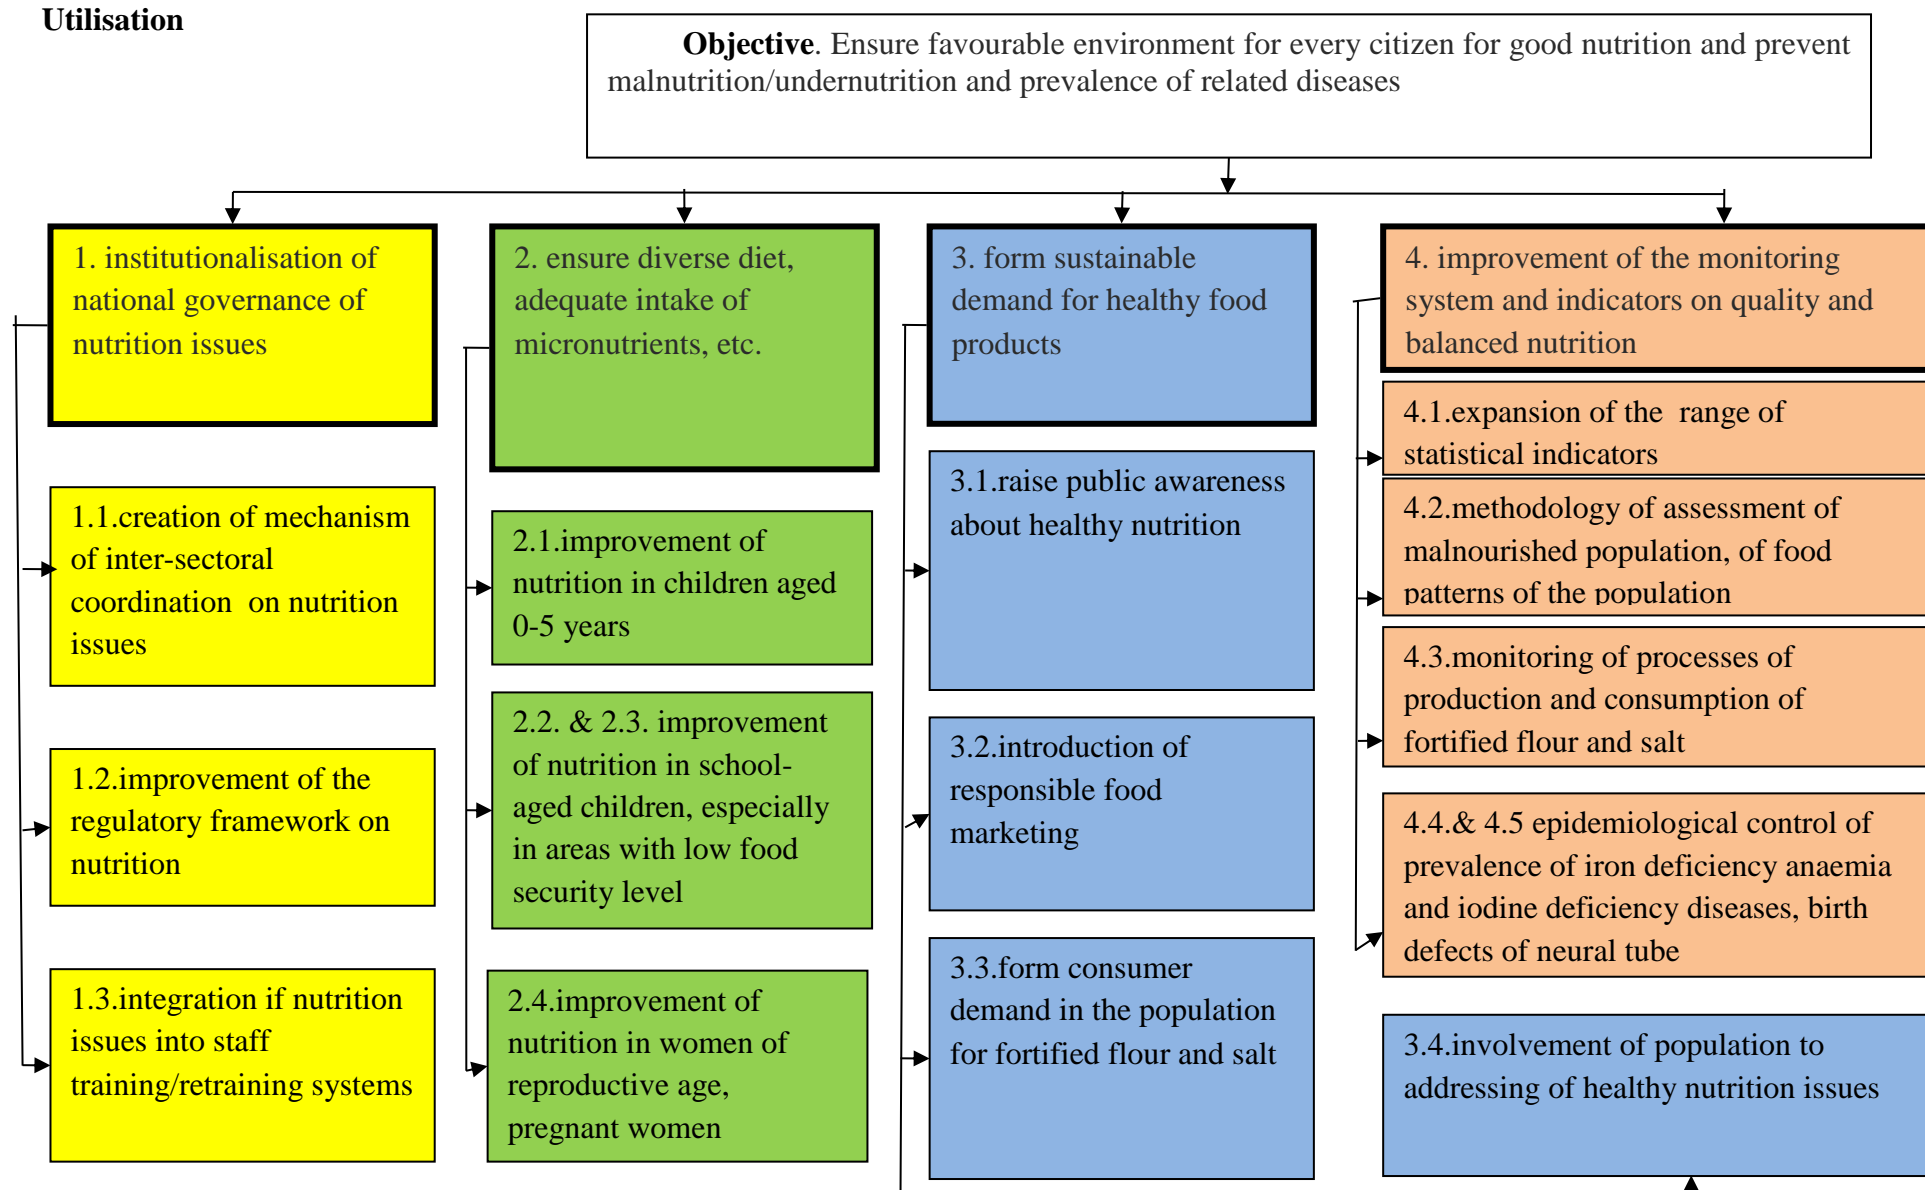 Utilisation
Objective. Ensure favourable environment for every citizen for good nutrition and prevent
malnutrition/undernutrition and prevalence of related diseases
1. institutionalisation of
national governance of
nutrition issues
2. ensure diverse diet,
adequate intake of
micronutrients, etc.
3. form sustainable
demand for healthy food
products
4. improvement of the monitoring
system and indicators on quality and
balanced nutrition
1.1.creation of mechanism
of inter-sectoral
coordination on nutrition
issues
1.2.improvement of the
regulatory framework on
nutrition
1.3.integration if nutrition
issues into staff
training/retraining systems
2.1.improvement of
nutrition in children aged
0-5 years
2.2. & 2.3. improvement
of nutrition in school-
aged children, especially
in areas with low food
security level
2.4.improvement of
nutrition in women of
reproductive age,
pregnant women
3.1.raise public awareness
about healthy nutrition
3.2.introduction of
responsible food
marketing
3.3.form consumer
demand in the population
for fortified flour and salt
4.1.expansion of the range of
statistical indicators
4.2.methodology of assessment of
malnourished population, of food
patterns of the population
4.3.monitoring of processes of
production and consumption of
fortified flour and salt
4.4.& 4.5 epidemiological control of
prevalence of iron deficiency anaemia
and iodine deficiency diseases, birth
defects of neural tube
3.4.involvement of population to
addressing of healthy nutrition issues